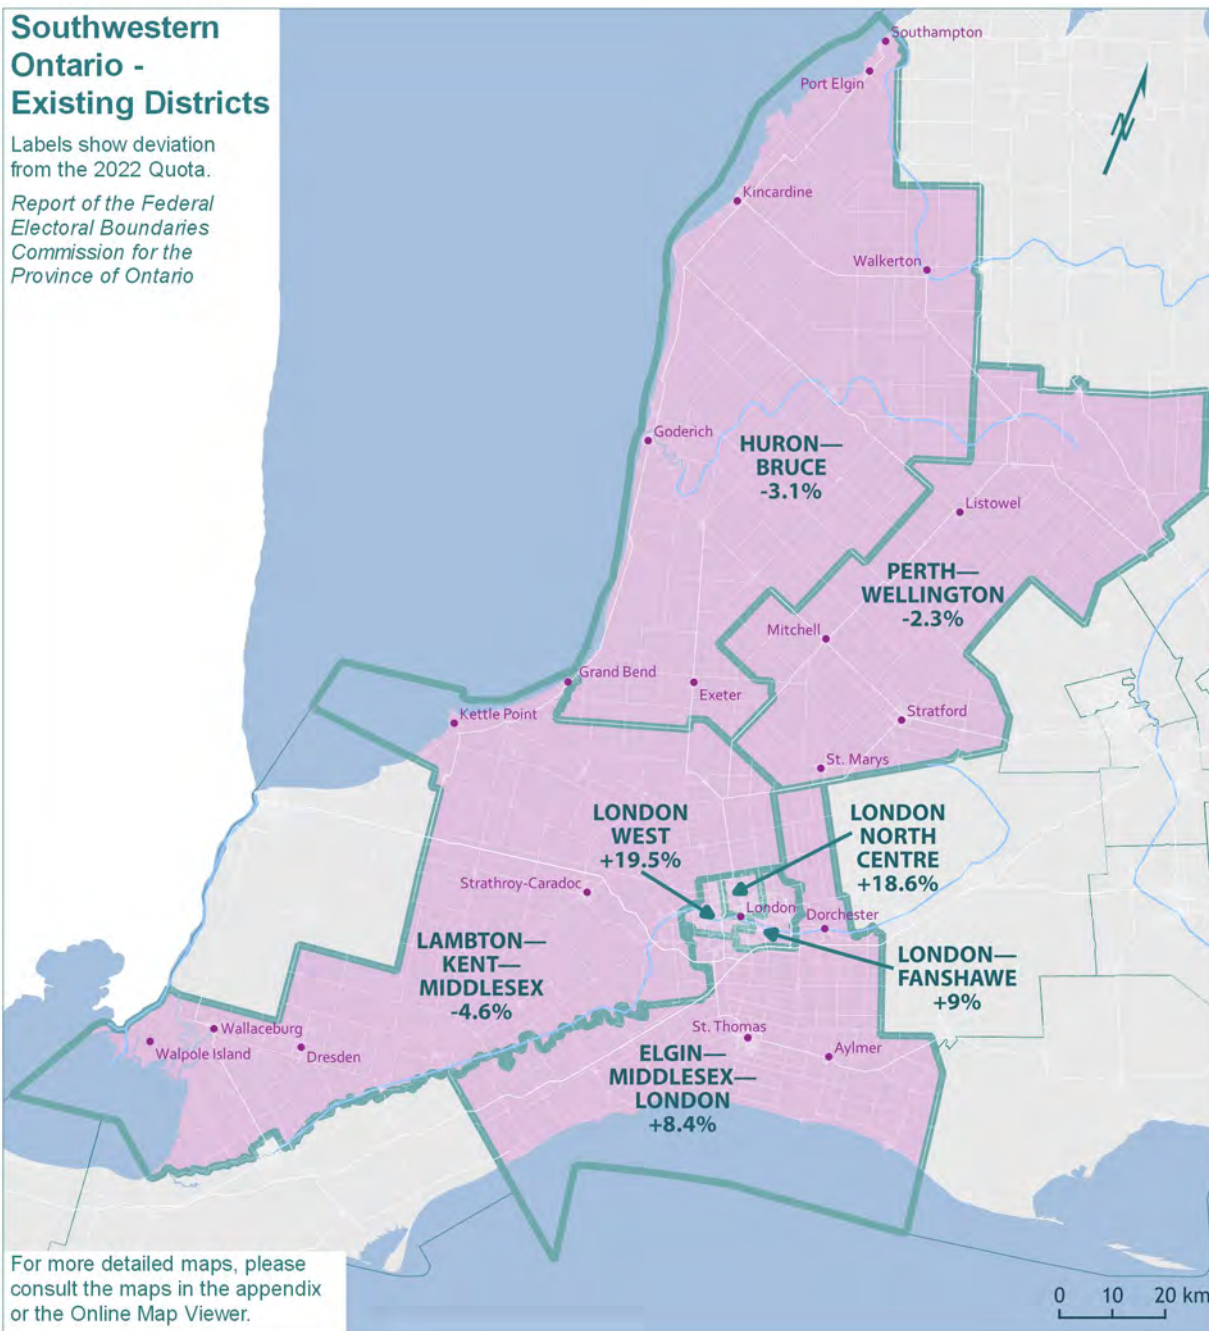 Southwestern
Ontario -
Existing Districts
Labels show deviation
from the 2022 Quota.
Report of the Federal
Electoral Boundaries
Commission for the
Province of Ontario
Southampton
Port Elgin
Kincardine
Walkerton
Goderich
HURON—
BRUCE
-3.1%
Listowel
PERTH—
WELLINGTON
-2.3%
Mitchell
Grand Bend
Exeter
Kettle Point
Stratford
St. Marys
LONDON
WEST
+19.5%
LONDON
NORTH
CENTRE
+18.6%
Strathroy-Caradoc
London
Dorchester
LAMBTON—
KENT—
MIDDLESEX
-4.6%
LONDON—
FANSHAWE
+9%
Wallaceburg
Walpole Island
Dresden
St. Thomas
Aylmer
ELGIN—
MIDDLESEX—
LONDON
+8.4%
For more detailed maps, please
consult the maps in the appendix
or the Online Map Viewer.
0 10 20 km
N